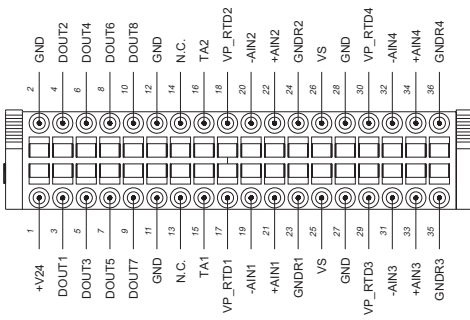 GND
DOUT2
DOUT4
DOUT6
DOUT8
GND
N.C.
TA2
VP_RTD2
-AIN2
+AIN2
GNDR2
VS
GND
VP_RTD4
-AIN4
+AIN4
GNDR4
2
4
6
8
10
12
14
16
18
20
22
24
26
28
30
32
34
36
1
3
5
7
9
11
13
15
17
19
21
23
25
27
29
31
33
35
+V24
DOUT1
DOUT3
DOUT5
DOUT7
GND
N.C.
TA1
VP_RTD1
-AIN1
+AIN1
GNDR1
VS
GND
VP_RTD3
-AIN3
+AIN3
GNDR3